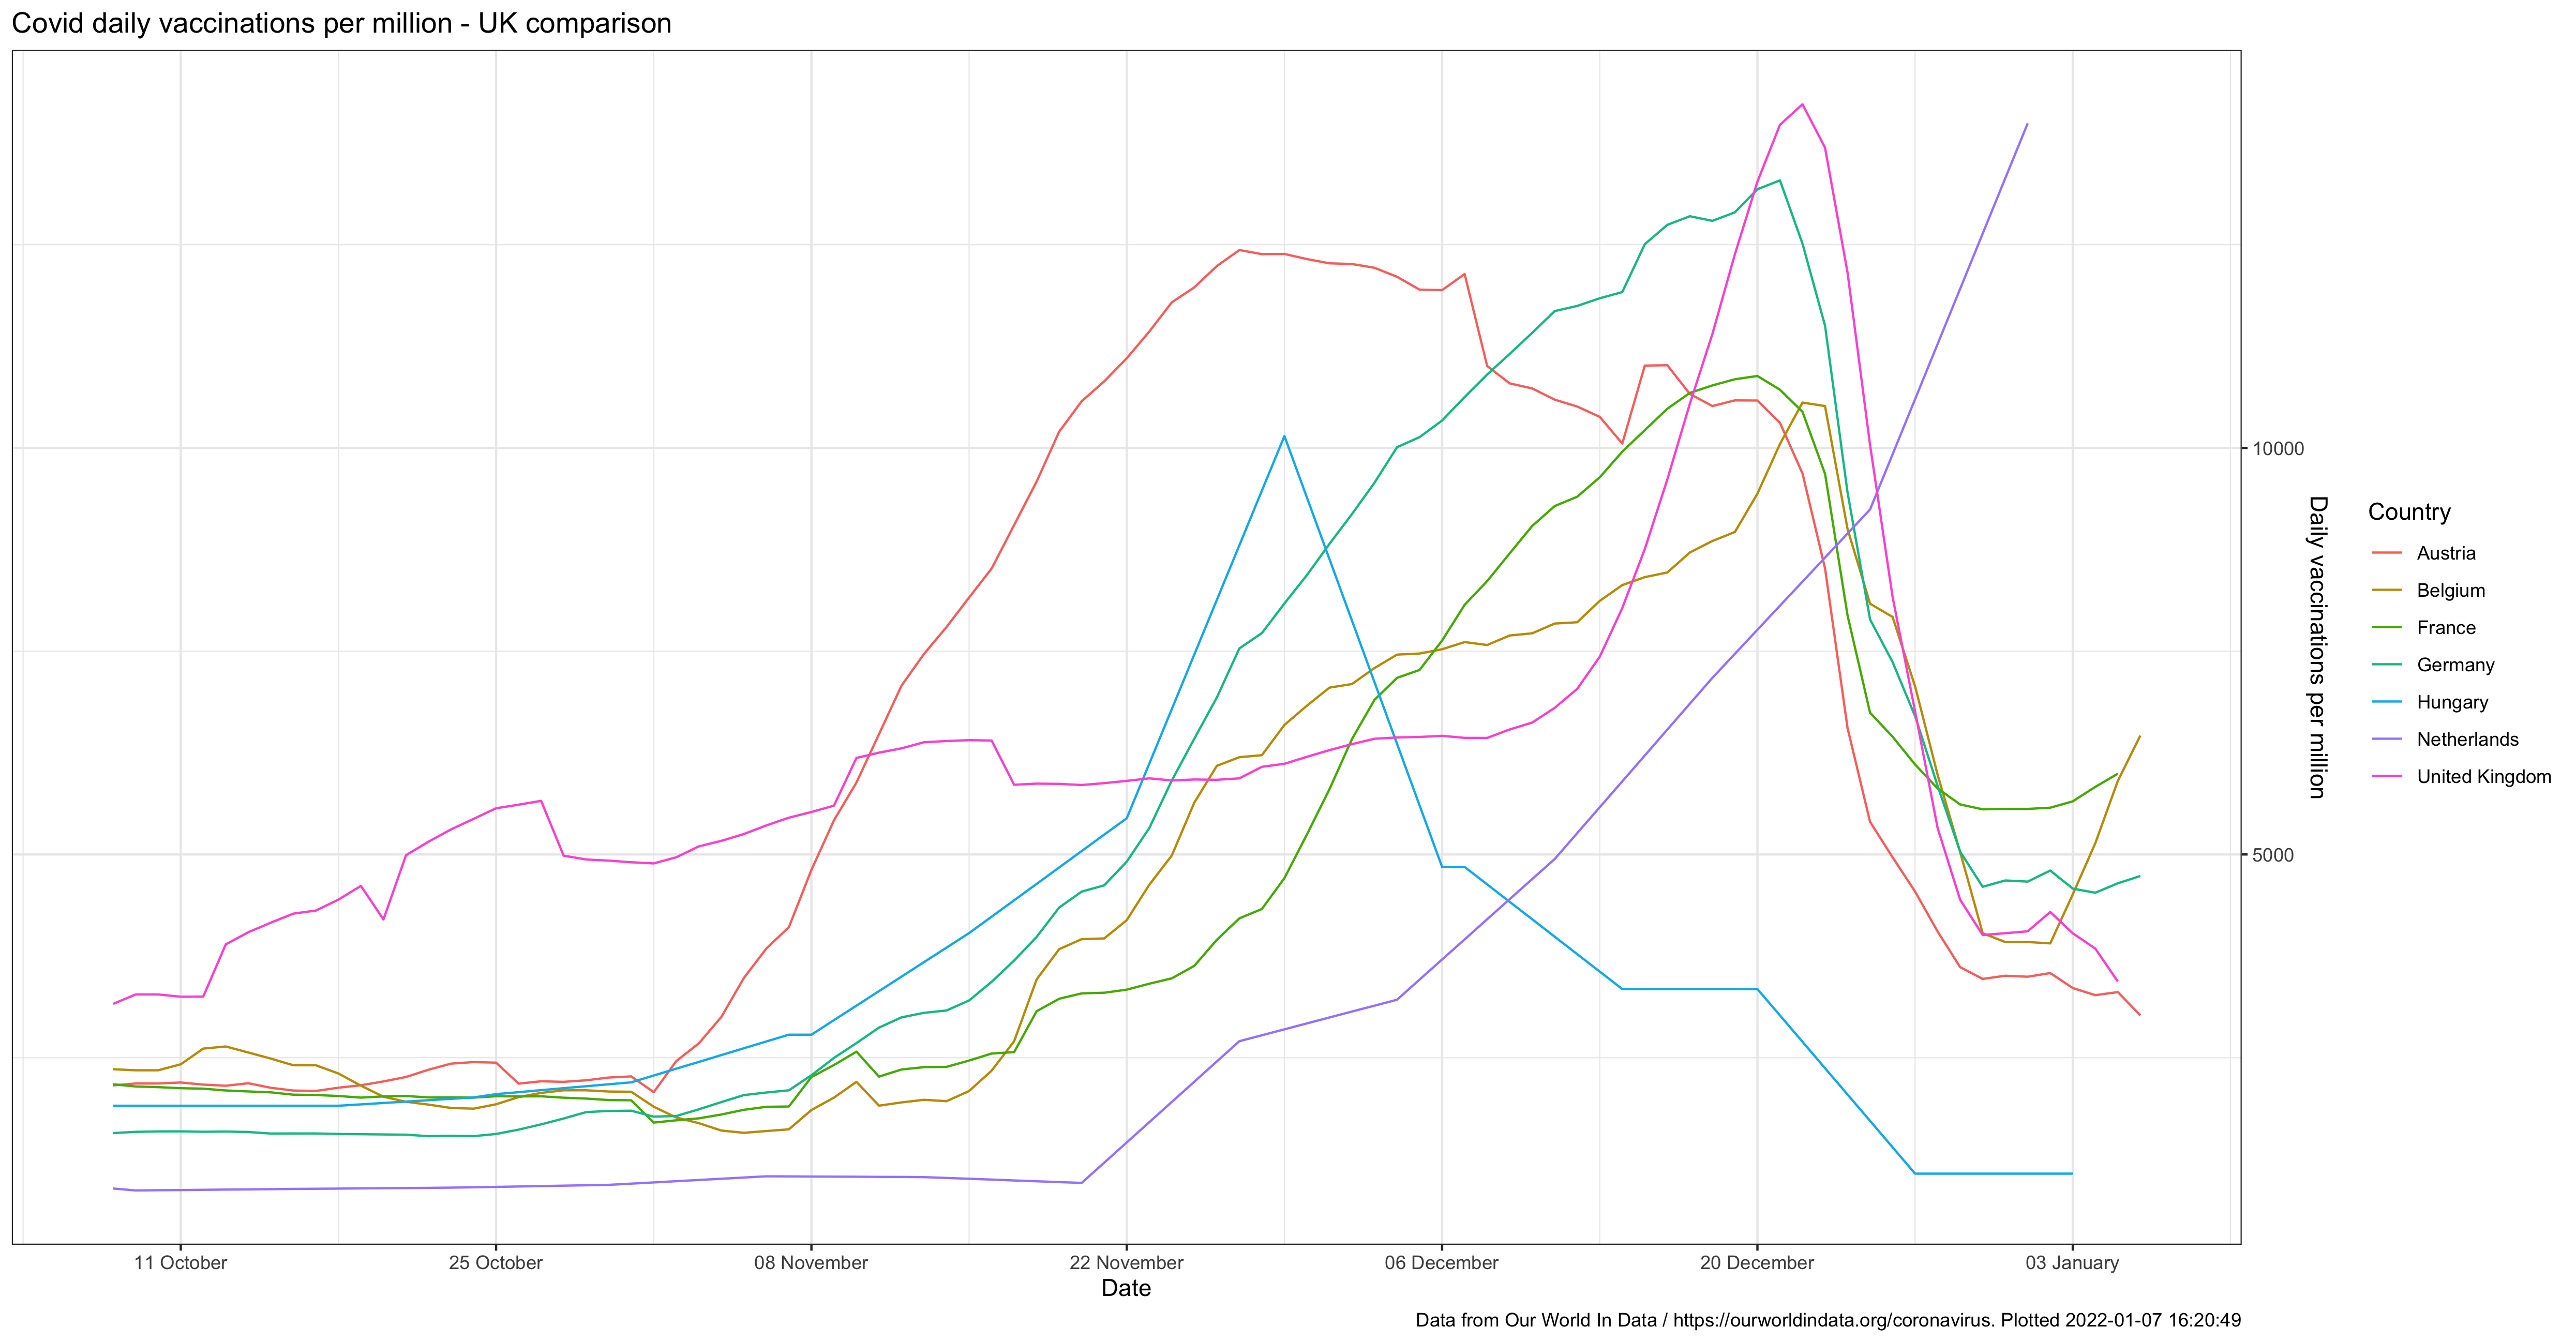 Covid daily vaccinations per million - UK comparison
10000
5000
Daily vaccinations per million
Country
Austria
Belgium
France
Germany
Hungary
Netherlands
United Kingdom
11 October
25 October
08 November
22 November
06 December
20 December
03 January
Date
Data from Our World In Data / https://ourworldindata.org/coronavirus. Plotted 2022-01-07 16:20:49